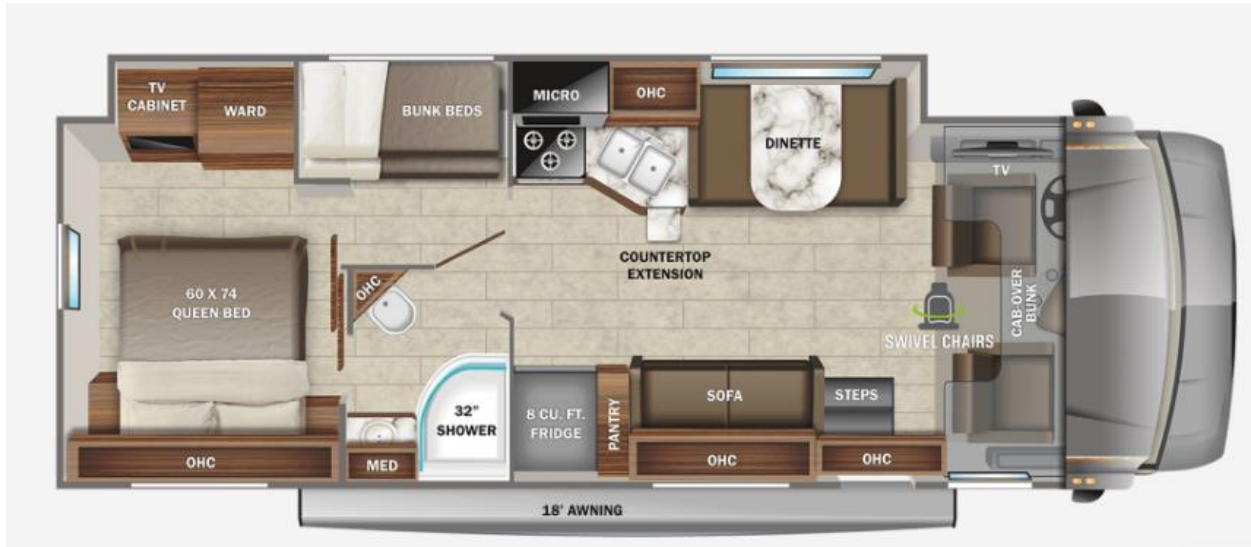 TV
CABINET
WARD
BUNK BEDS
MICRO
OHC
DINETTE
TV
COUNTERTOP
EXTENSION
OHC
60 X 74
QUEEN BED
CAB-OVER
BUNK
SWIVEL CHAIRS
32"
SHOWER
8 CU. FT.
FRIDGE
PANTRY
SOFA
STEPS
OHC
MED
OHC
OHC
18' AWNING